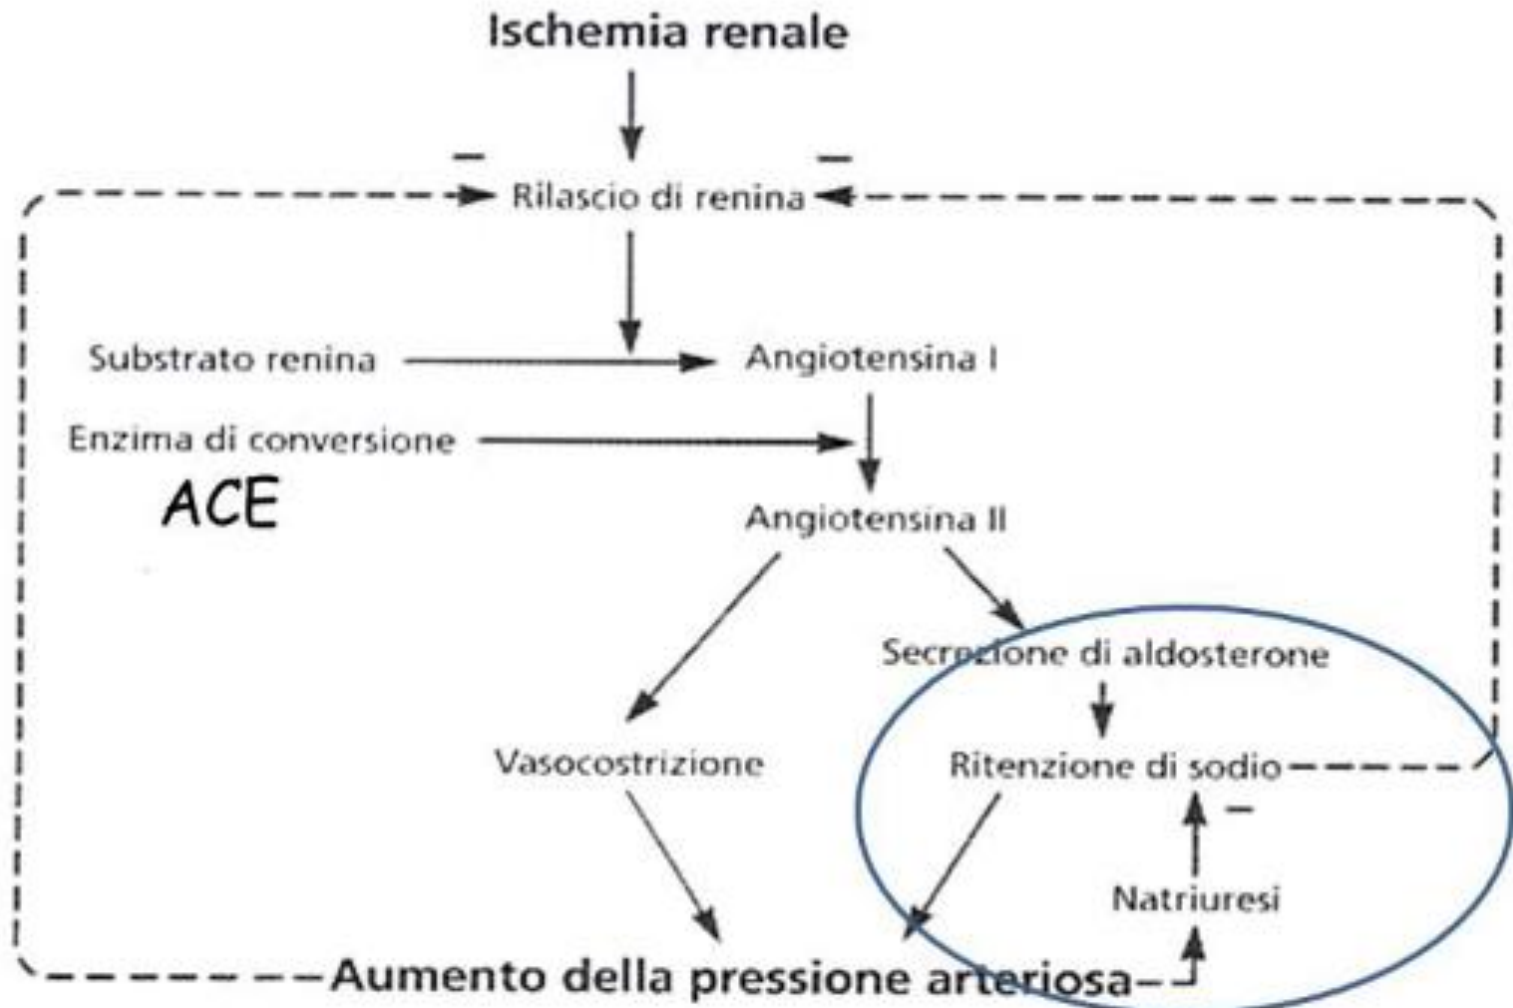 Ischemia renale
Rilascio di renina
Substrato renina
Angiotensina I
Enzima di conversione
ACE
Angiotensina II
Secrezione di aldosterone
Vasocostrizione
Ritenzione di sodio
Natriuresi
Aumento della pressione arteriosa